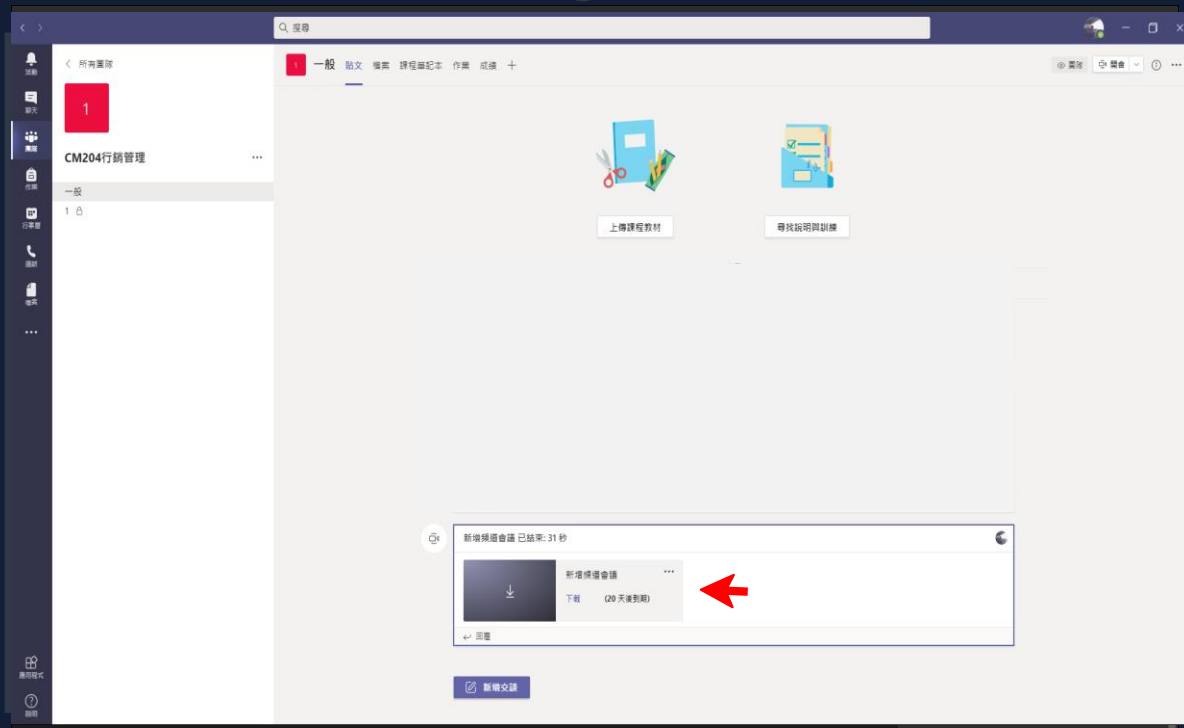 搜尋
活動
聊天
團隊
作業
行事曆
通話
檔案
應用程式
說明
所有團隊
1
CM204行銷管理
一般
1
1
一般 貼文 檔案 課程筆記本 作業 成績
團隊 開會
上傳課程教材 尋找說明與訓練
新增頻道會議 已結束: 31 秒
新增頻道會議
下載 (20 天後到期)
回覆
新增交談